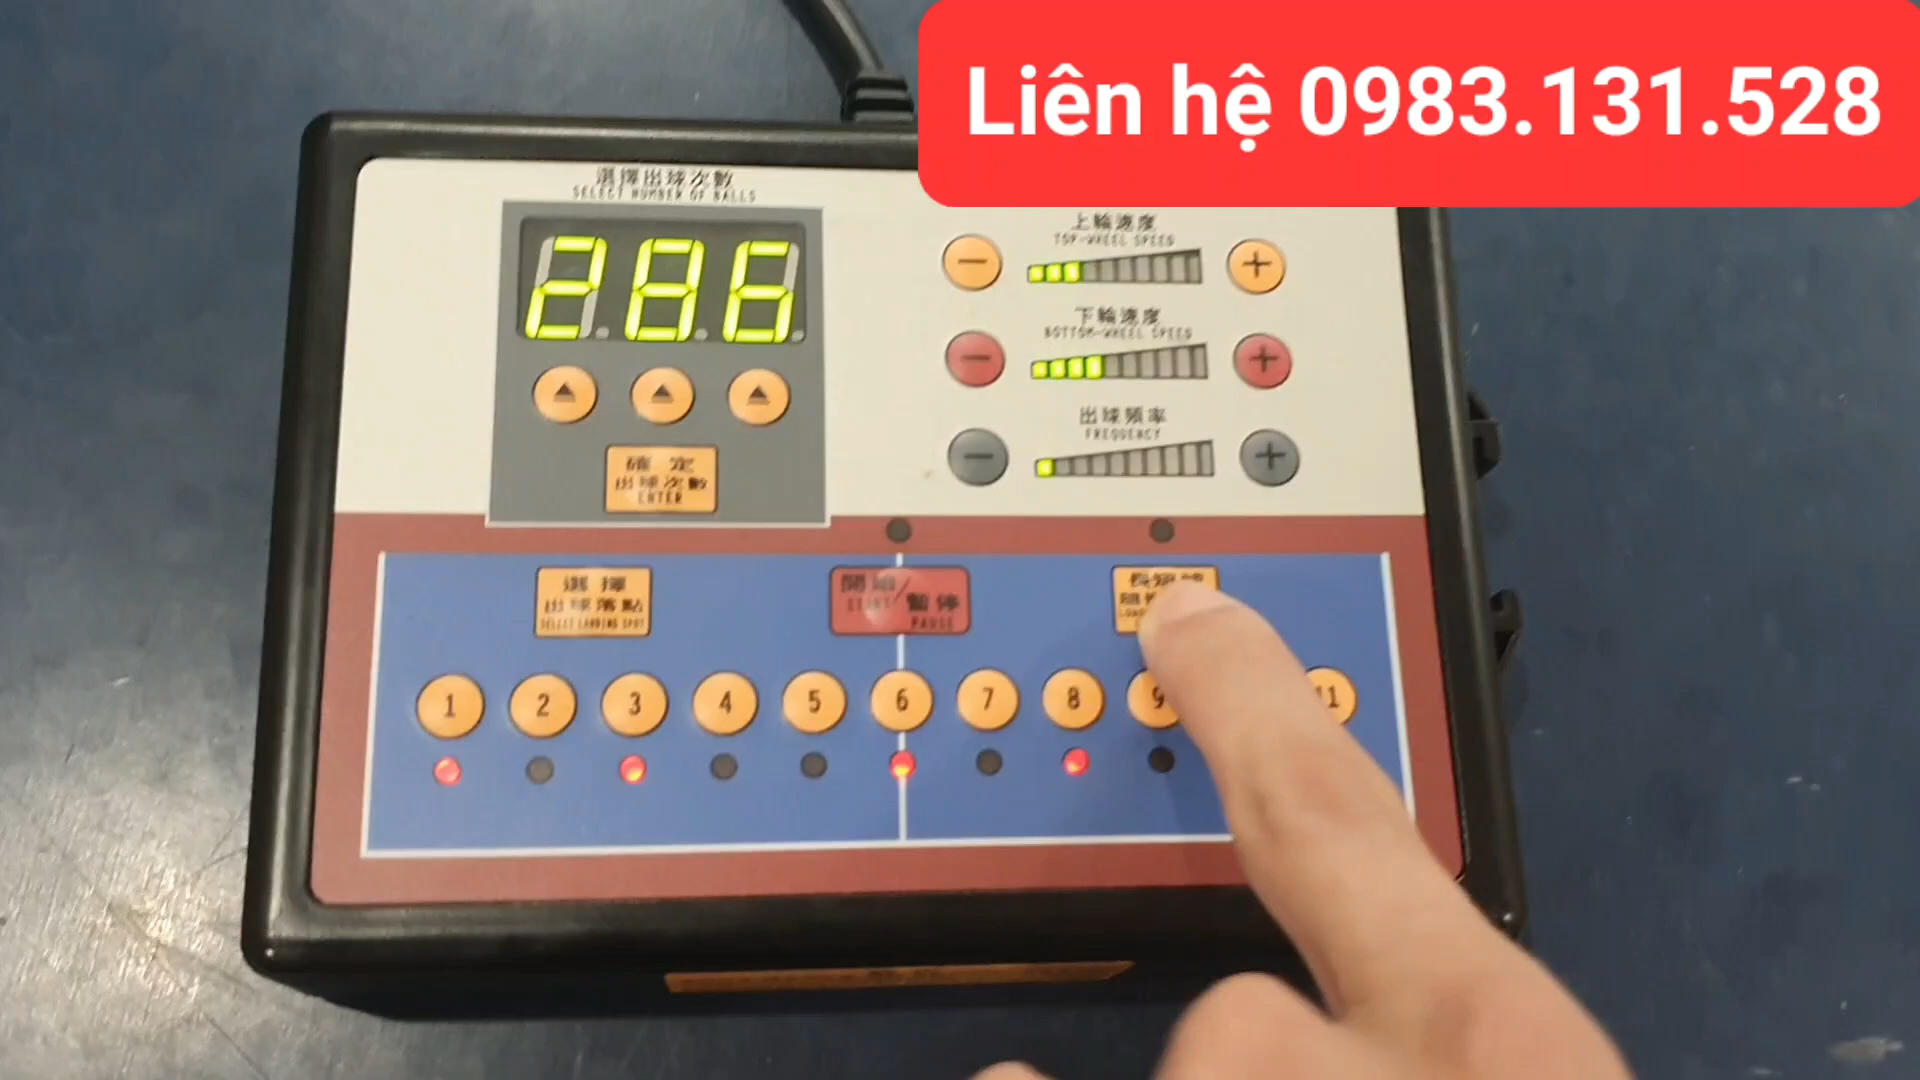 Liên hệ 0983.131.528
選擇出球次數
SELECT NUMBER OF BALLS
286
上輪速度
TOP-WHEEL SPEED
下輪速度
BOTTOM-WHEEL SPEED
出球頻率
FREQUENCY
確定
出球次數
ENTER
選擇
出球落點
SELECT LANDING SPOT
開始/暫停
START PAUSE
1 2 3 4 5 6 7 8 9 11